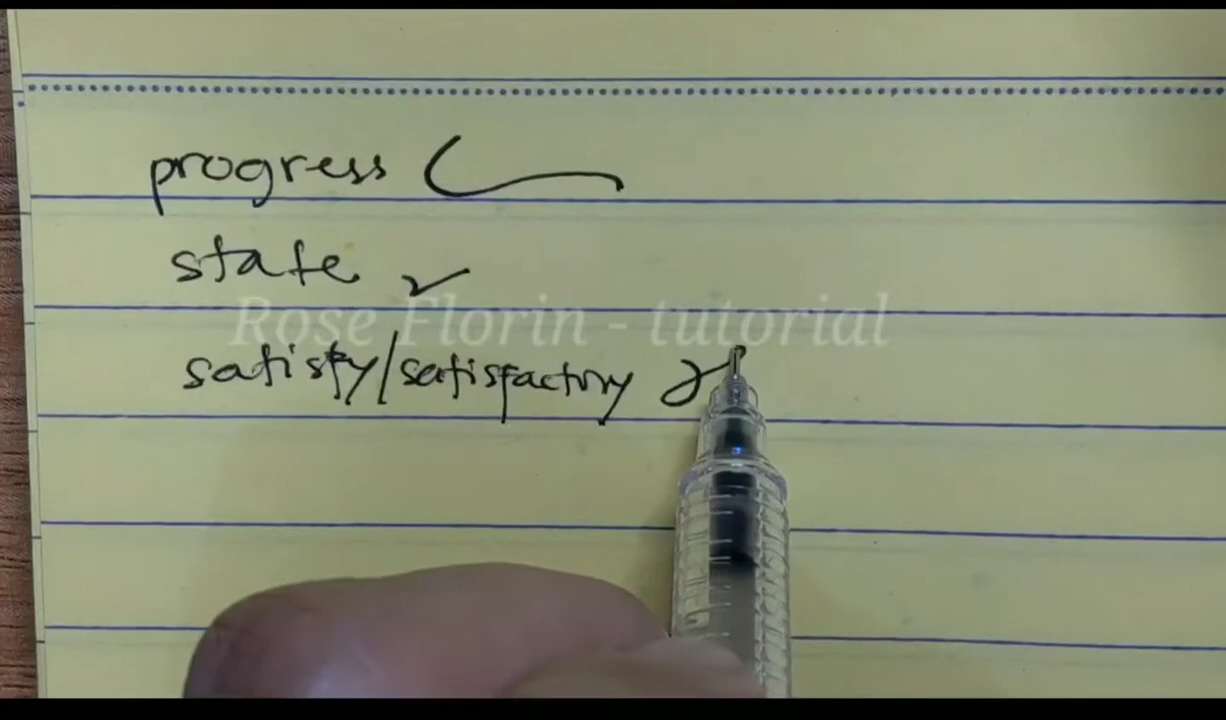 progress
state
Rose Florin - tutorial
satisfy/satisfactory